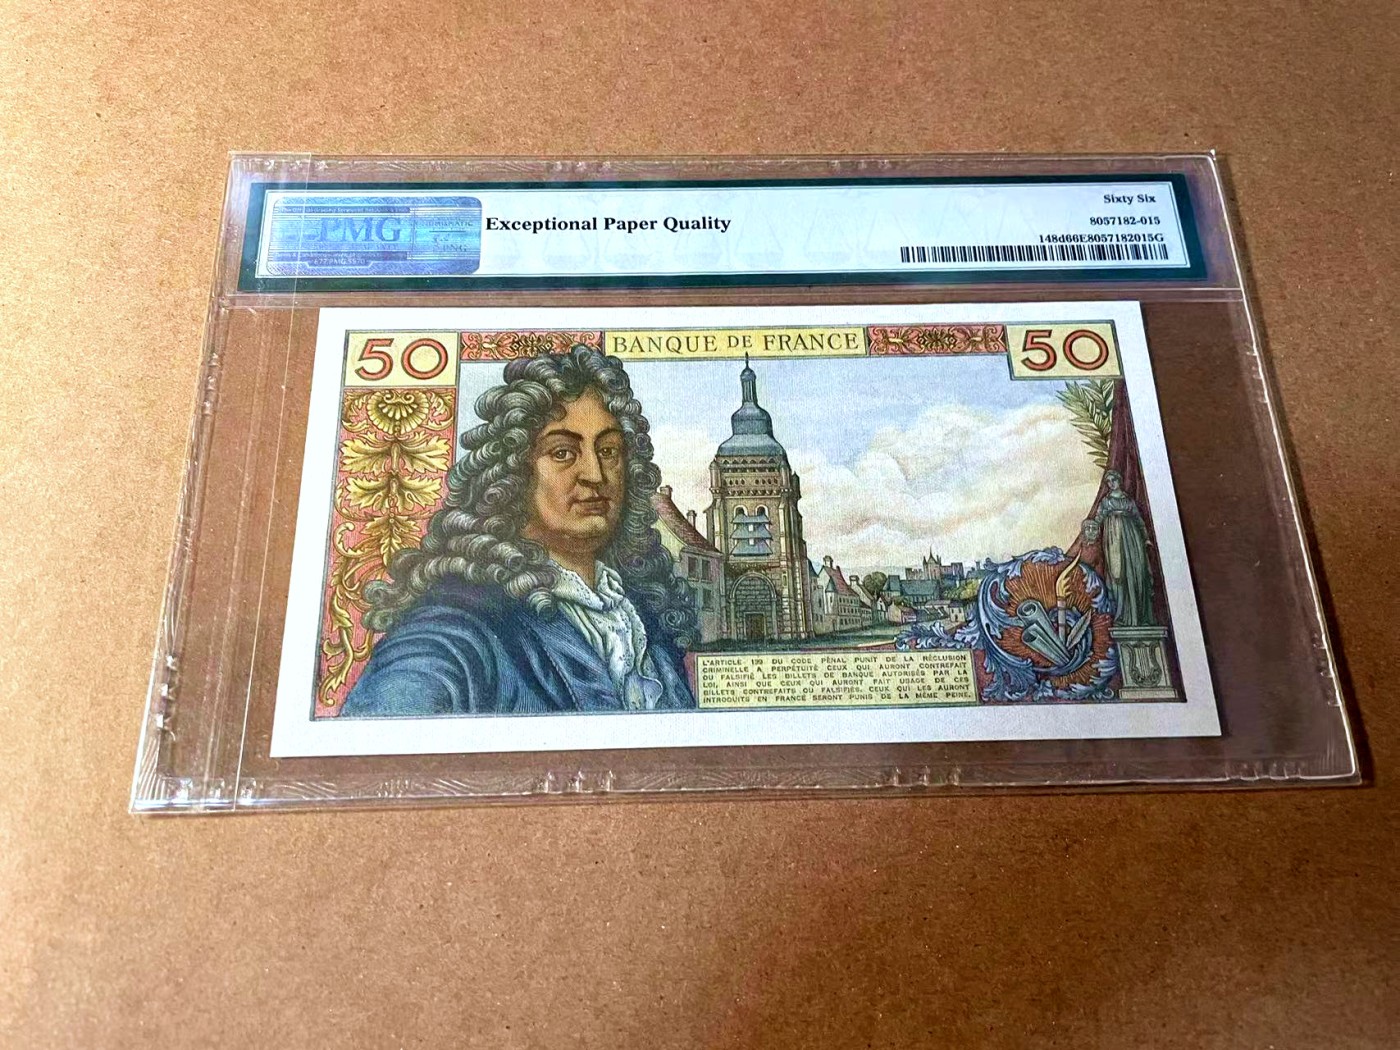 PMG
Exceptional Paper Quality
Sixty Six
8057182-015
148d66E8057182015G
50
BANQUE DE FRANCE
50
L'ARTICLE 139 DU CODE PÉNAL PUNIT DE LA RÉCLUSION
CRIMINELLE A PERPÉTUITÉ CEUX QUI AURONT CONTREFAIT
OU FALSIFIÉ LES BILLETS DE BANQUE AUTORISÉS PAR LA
LOI, AINSI QUE CEUX QUI AURONT FAIT USAGE DE CES
BILLETS CONTREFAITS OU FALSIFIÉS. CEUX QUI LES AURONT
INTRODUITS EN FRANCE SERONT PUNIS DE LA MÊME PEINE.